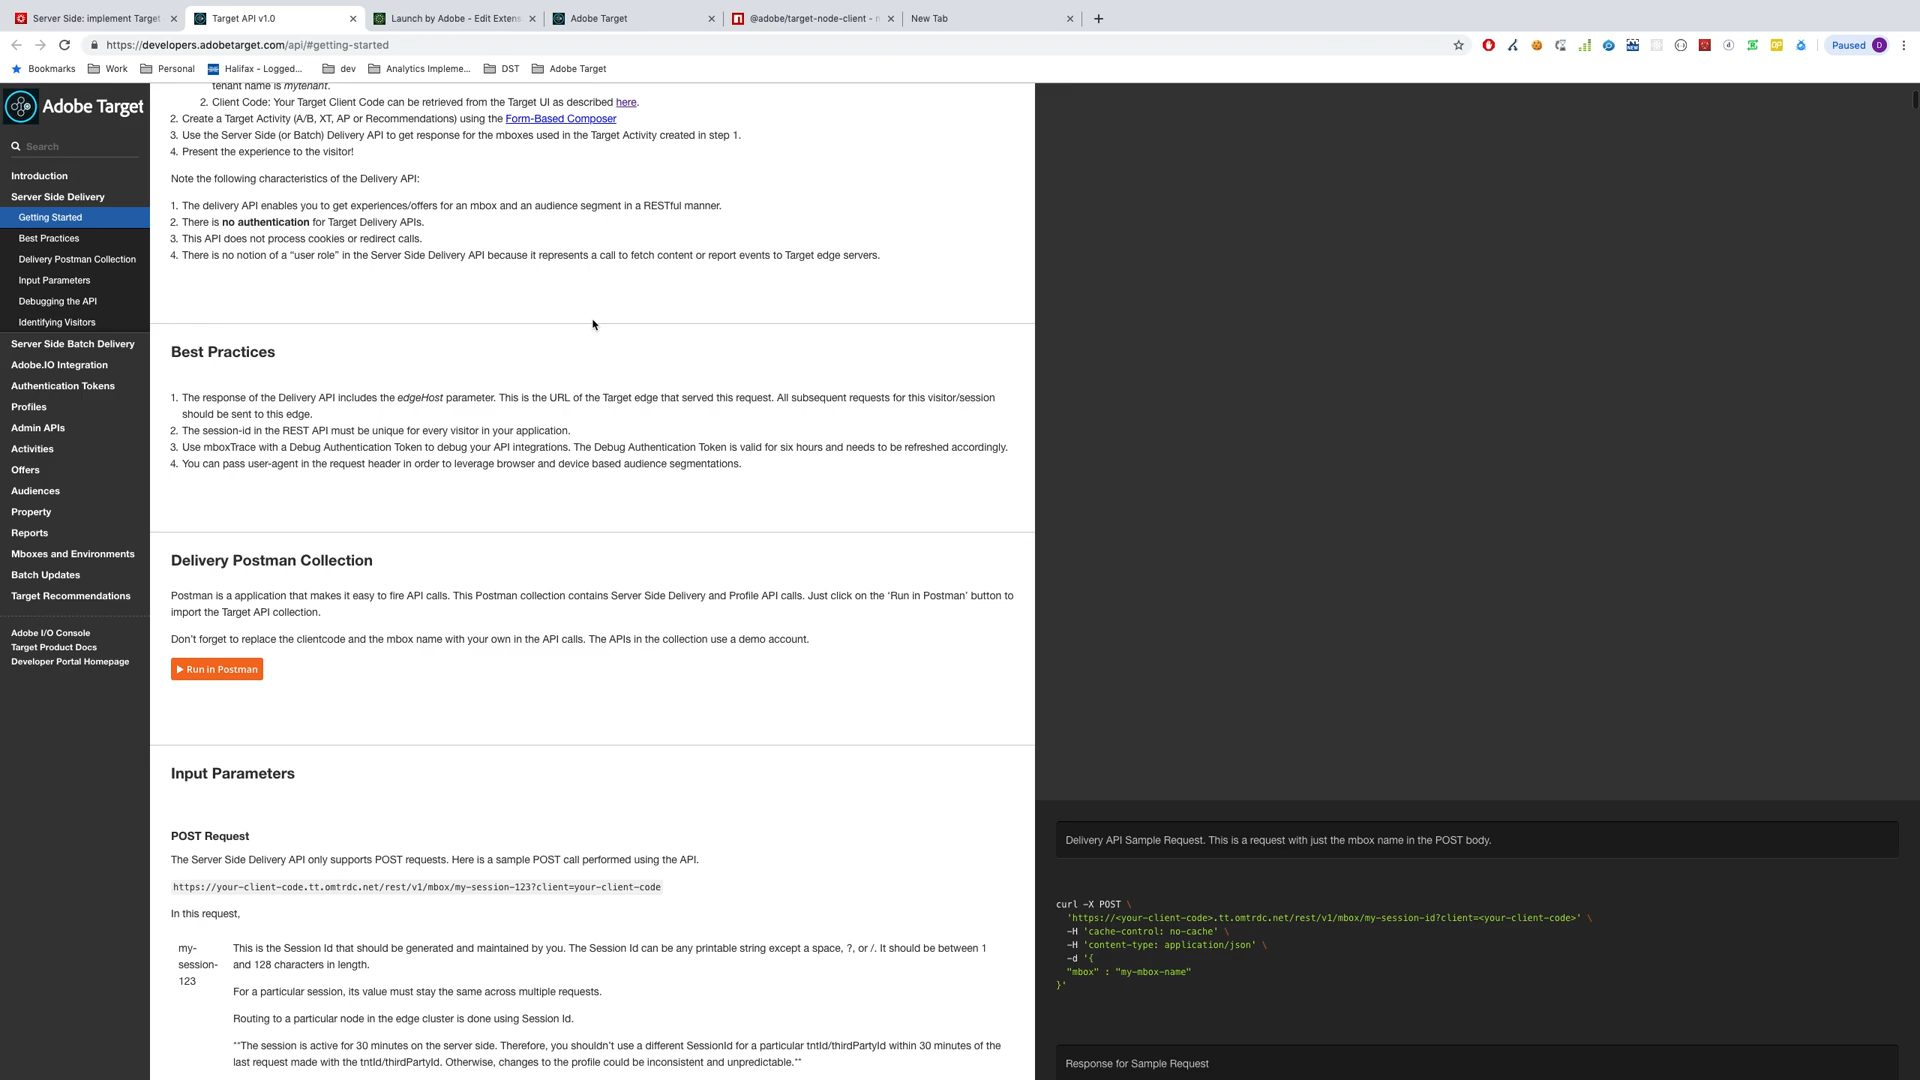 Server Side: implement Target
Target API v1.0
Launch by Adobe - Edit Extens
Adobe Target
@adobe/target-node-client - n
New Tab
https://developers.adobetarget.com/api/#getting-started
Paused D
Bookmarks
Work
Personal
Halifax - Logged...
dev
Analytics Impleme...
DST
Adobe Target
Adobe Target
Search
Introduction
Server Side Delivery
Getting Started
Best Practices
Delivery Postman Collection
Input Parameters
Debugging the API
Identifying Visitors
Server Side Batch Delivery
Adobe.IO Integration
Authentication Tokens
Profiles
Admin APIs
Activities
Offers
Audiences
Property
Reports
Mboxes and Environments
Batch Updates
Target Recommendations
Adobe I/O Console
Target Product Docs
Developer Portal Homepage
tenant name is mytenant.
2. Client Code: Your Target Client Code can be retrieved from the Target UI as described here.
2. Create a Target Activity (A/B, XT, AP or Recommendations) using the Form-Based Composer
3. Use the Server Side (or Batch) Delivery API to get response for the mboxes used in the Target Activity created in step 1.
4. Present the experience to the visitor!
Note the following characteristics of the Delivery API:
1. The delivery API enables you to get experiences/offers for an mbox and an audience segment in a RESTful manner.
2. There is no authentication for Target Delivery APIs.
3. This API does not process cookies or redirect calls.
4. There is no notion of a “user role” in the Server Side Delivery API because it represents a call to fetch content or report events to Target edge servers.
Best Practices
1. The response of the Delivery API includes the edgeHost parameter. This is the URL of the Target edge that served this request. All subsequent requests for this visitor/session
should be sent to this edge.
2. The session-id in the REST API must be unique for every visitor in your application.
3. Use mboxTrace with a Debug Authentication Token to debug your API integrations. The Debug Authentication Token is valid for six hours and needs to be refreshed accordingly.
4. You can pass user-agent in the request header in order to leverage browser and device based audience segmentations.
Delivery Postman Collection
Postman is a application that makes it easy to fire API calls. This Postman collection contains Server Side Delivery and Profile API calls. Just click on the ‘Run in Postman’ button to
import the Target API collection.
Don’t forget to replace the clientcode and the mbox name with your own in the API calls. The APIs in the collection use a demo account.
Run in Postman
Input Parameters
POST Request
The Server Side Delivery API only supports POST requests. Here is a sample POST call performed using the API.
https://your-client-code.tt.omtrdc.net/rest/v1/mbox/my-session-123?client=your-client-code
In this request,
my-
session-
123
This is the Session Id that should be generated and maintained by you. The Session Id can be any printable string except a space, ?, or /. It should be between 1
and 128 characters in length.
For a particular session, its value must stay the same across multiple requests.
Routing to a particular node in the edge cluster is done using Session Id.
**The session is active for 30 minutes on the server side. Therefore, you shouldn’t use a different SessionId for a particular tntId/thirdPartyId within 30 minutes of the
last request made with the tntId/thirdPartyId. Otherwise, changes to the profile could be inconsistent and unpredictable.**
Delivery API Sample Request. This is a request with just the mbox name in the POST body.
curl -X POST \
'https://<your-client-code>.tt.omtrdc.net/rest/v1/mbox/my-session-id?client=<your-client-code>' \
-H 'cache-control: no-cache' \
-H 'content-type: application/json' \
-d '{
"mbox" : "my-mbox-name"
}'
Response for Sample Request